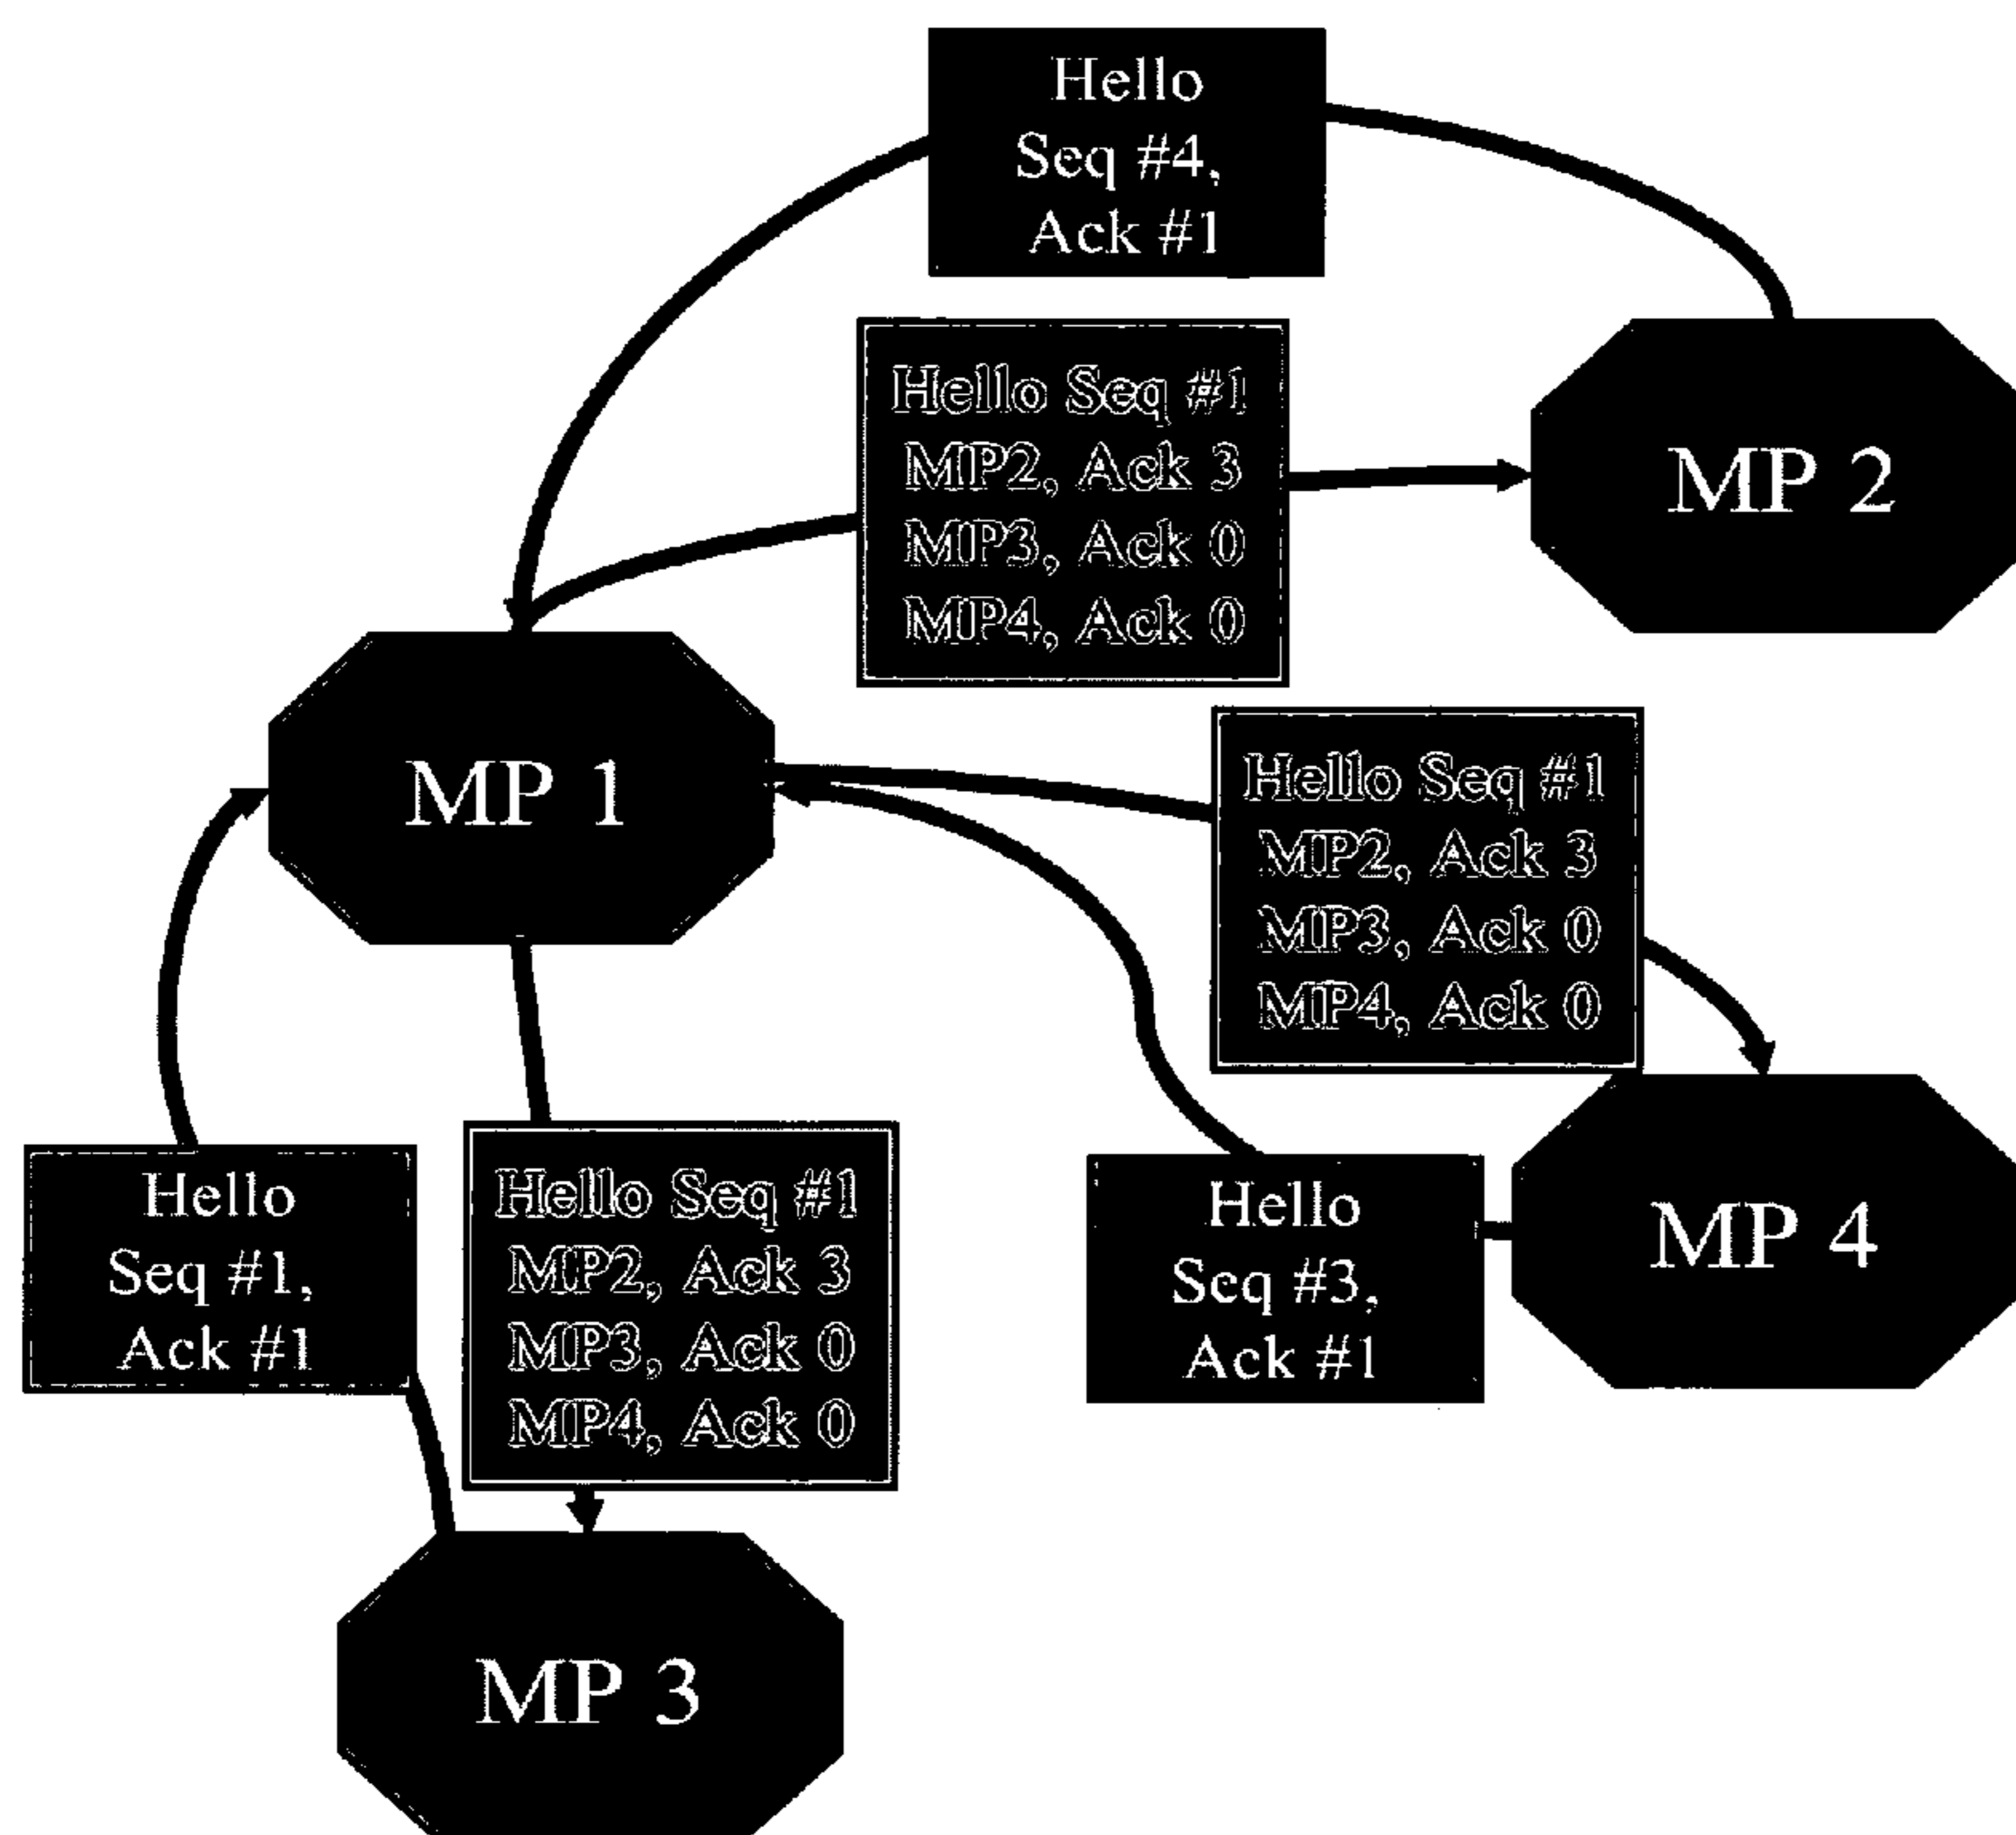 Hello
Seq #4,
Ack #1
Hello Seq #1
MP2, Ack 3
MP3, Ack 0
MP4, Ack 0
MP 2
MP 1
Hello Seq #1
MP2, Ack 3
MP3, Ack 0
MP4, Ack 0
Hello
Seq #1,
Ack #1
Hello Seq #1
MP2, Ack 3
MP3, Ack 0
MP4, Ack 0
Hello
Seq #3,
Ack #1
MP 4
MP 3